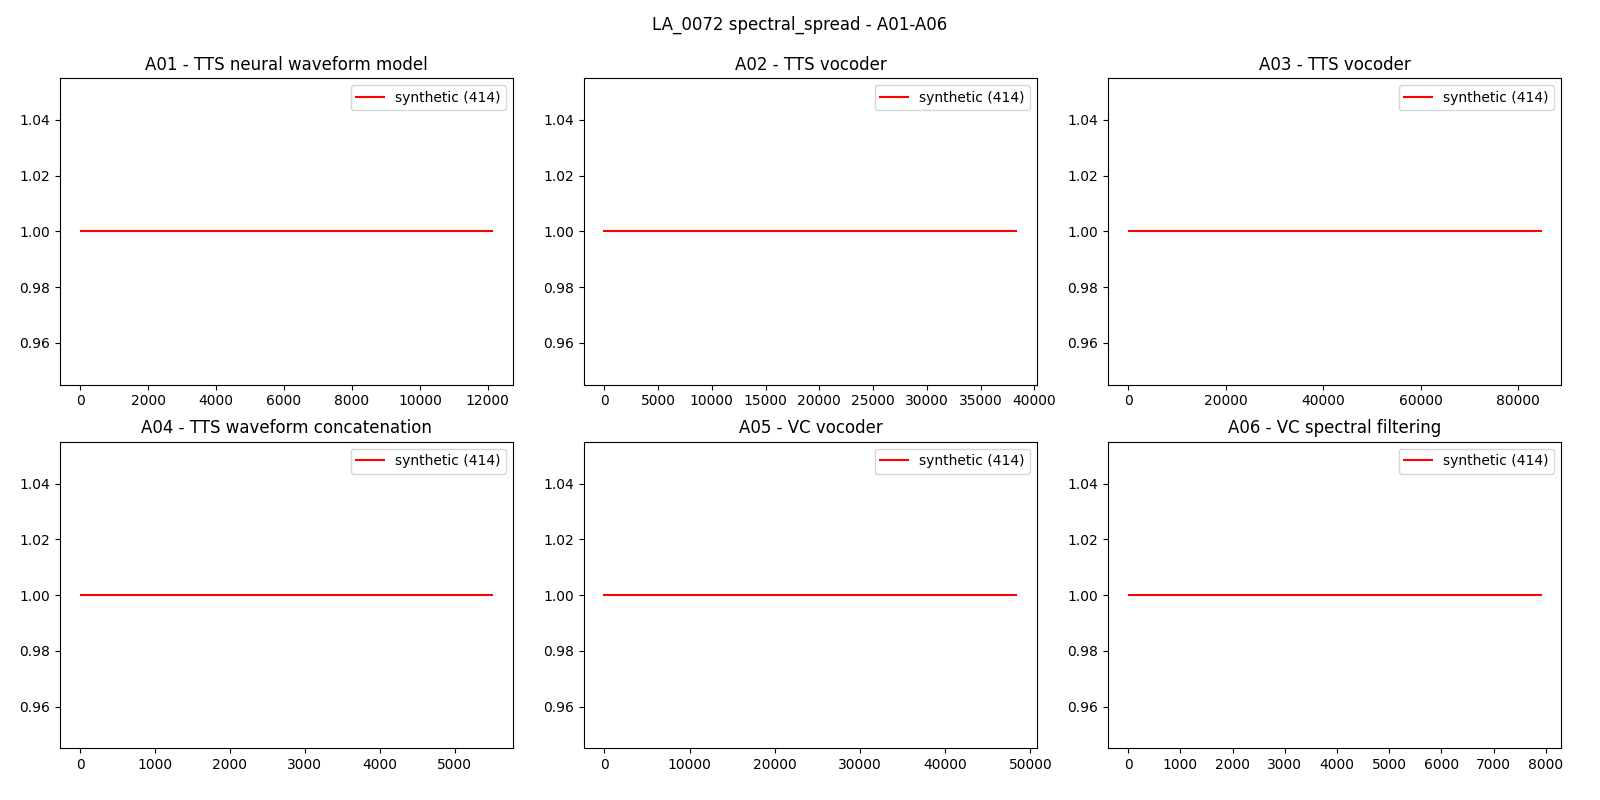 LA_0072 spectral_spread - A01-A06
A01 - TTS neural waveform model
A02 - TTS vocoder
A03 - TTS vocoder
synthetic (414)
synthetic (414)
synthetic (414)
1.04
1.02
1.00
0.98
0.96
1.04
1.02
1.00
0.98
0.96
1.04
1.02
1.00
0.98
0.96
0 2000 4000 6000 8000 10000 12000
0 5000 10000 15000 20000 25000 30000 35000 40000
0 20000 40000 60000 80000
A04 - TTS waveform concatenation
A05 - VC vocoder
A06 - VC spectral filtering
synthetic (414)
synthetic (414)
synthetic (414)
1.04
1.02
1.00
0.98
0.96
1.04
1.02
1.00
0.98
0.96
1.04
1.02
1.00
0.98
0.96
0 1000 2000 3000 4000 5000
0 10000 20000 30000 40000 50000
0 1000 2000 3000 4000 5000 6000 7000 8000